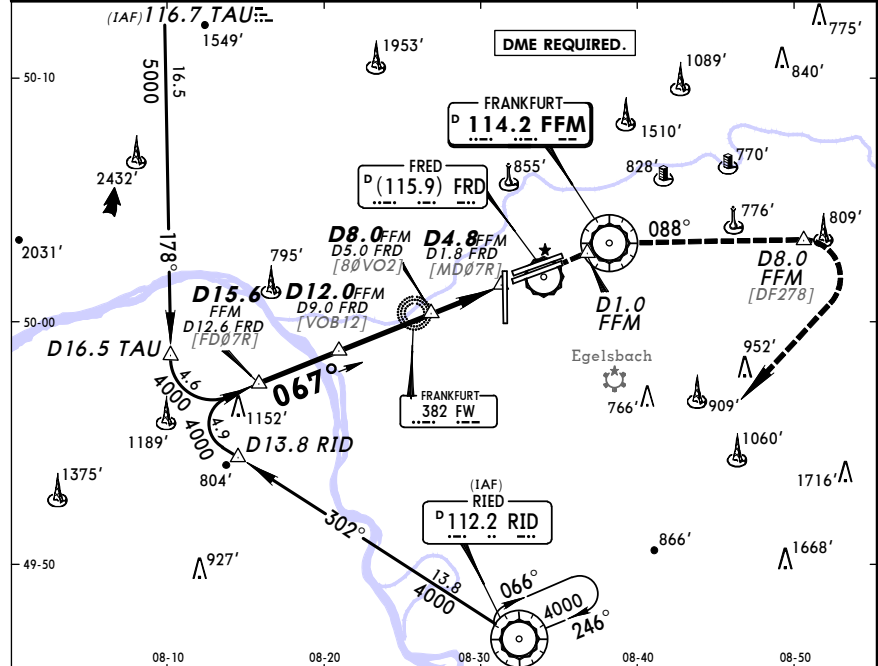 (IAF)116.7 TAU
1549'
1953'
DME REQUIRED.
775'
840'
1089'
1510'
50-10
16.5
5000
FRANKFURT
D 114.2 FFM
FRED
D (115.9) FRD
855'
828'
770'
776'
809'
2432'
2031'
178°
795'
088°
D8.0 FFM
D5.0 FRD
[80VO2]
D4.8 FFM
D1.8 FRD
[MDØ7R]
D8.0
FFM
[DF278]
D15.6
FFM
D12.6 FRD
[FDØ7R]
D12.0 FFM
D9.0 FRD
[VOB12]
D1.0
FFM
50-00
D16.5 TAU
067°
4.6
4000
Egelsbach
952'
FRANKFURT
382 FW
766'
909'
1152'
4.9
4000
1189'
D13.8 RID
804'
1060'
1375'
1716'
302°
(IAF)
RIED
D 112.2 RID
866'
1668'
927'
49-50
13.8
4000
066°
4000
246°
08-10
08-20
08-30
08-40
08-50